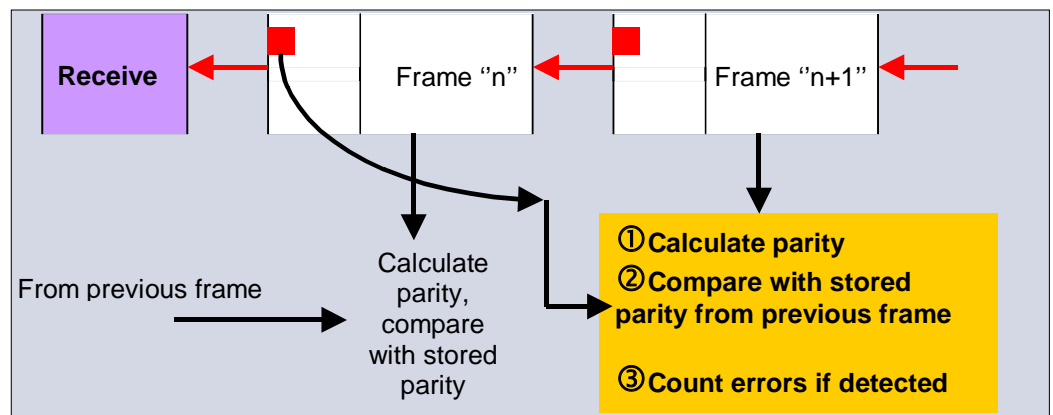 Receive
Frame ‘’n’’
Frame ‘’n+1’’
From previous frame
Calculate
parity,
compare
with stored
parity
①Calculate parity
②Compare with stored
parity from previous frame
③Count errors if detected